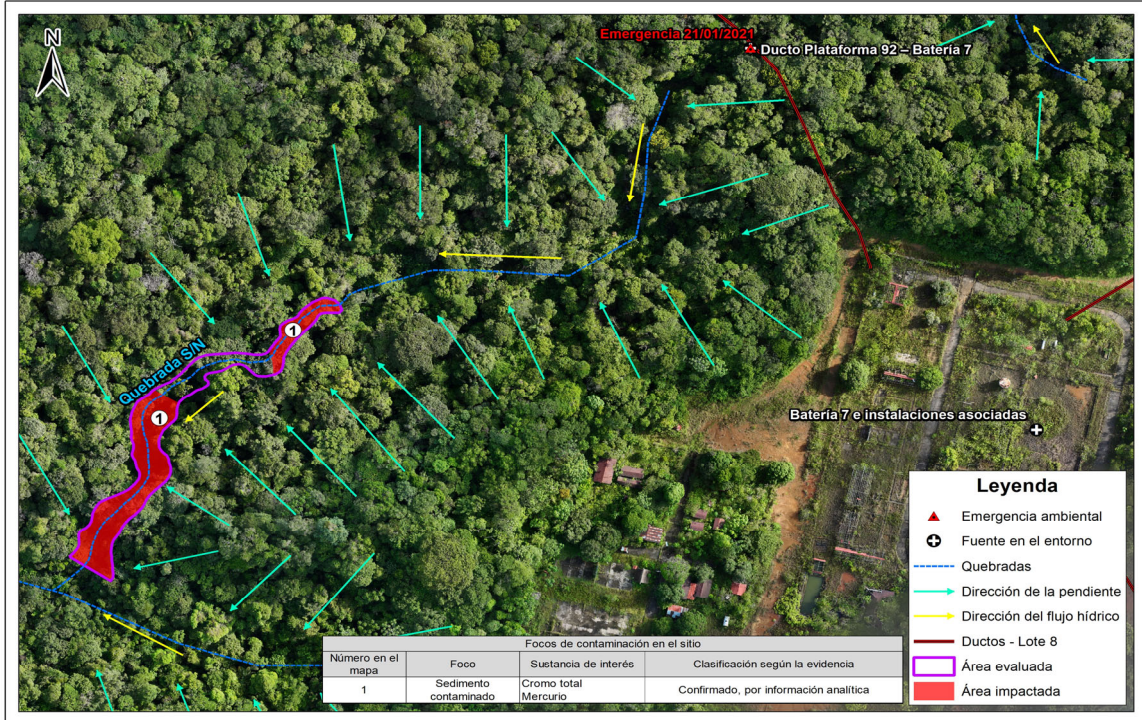 N
Emergencia 21/01/2021
Ducto Plataforma 92 – Batería 7
1
Quebrada S/N
1
Batería 7 e instalaciones asociadas
Leyenda
Emergencia ambiental
Fuente en el entorno
Quebradas
Dirección de la pendiente
Dirección del flujo hídrico
Ductos - Lote 8
Área evaluada
Área impactada
Focos de contaminación en el sitio
Número en el mapa Foco Sustancia de interés Clasificación según la evidencia
1 Sedimento contaminado Cromo total Mercurio Confirmado, por información analítica